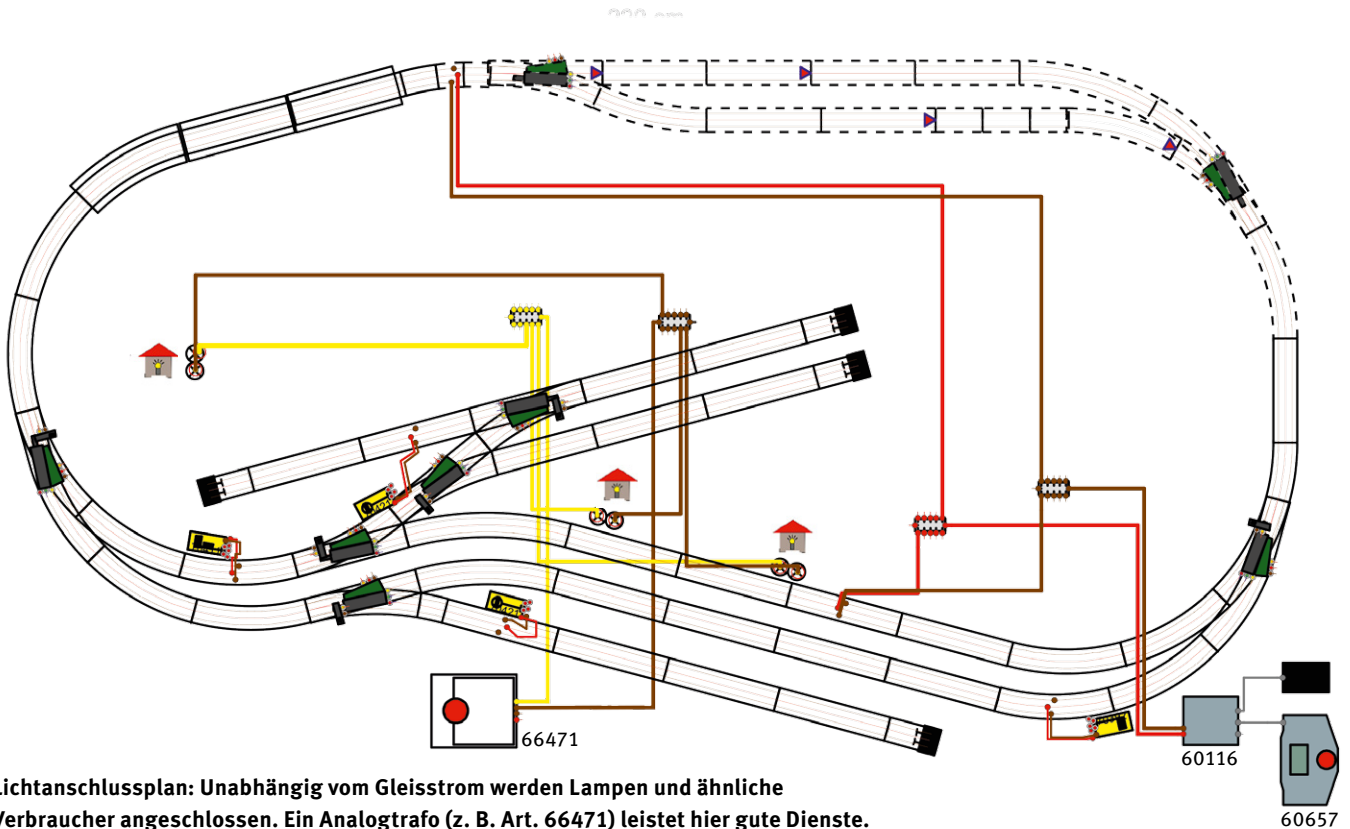 66471
60116
60657
Lichtanschlussplan: Unabhängig vom Gleisstrom werden Lampen und ähnliche
Verbraucher angeschlossen. Ein Analogtrafo (z. B. Art. 66471) leistet hier gute Dienste.